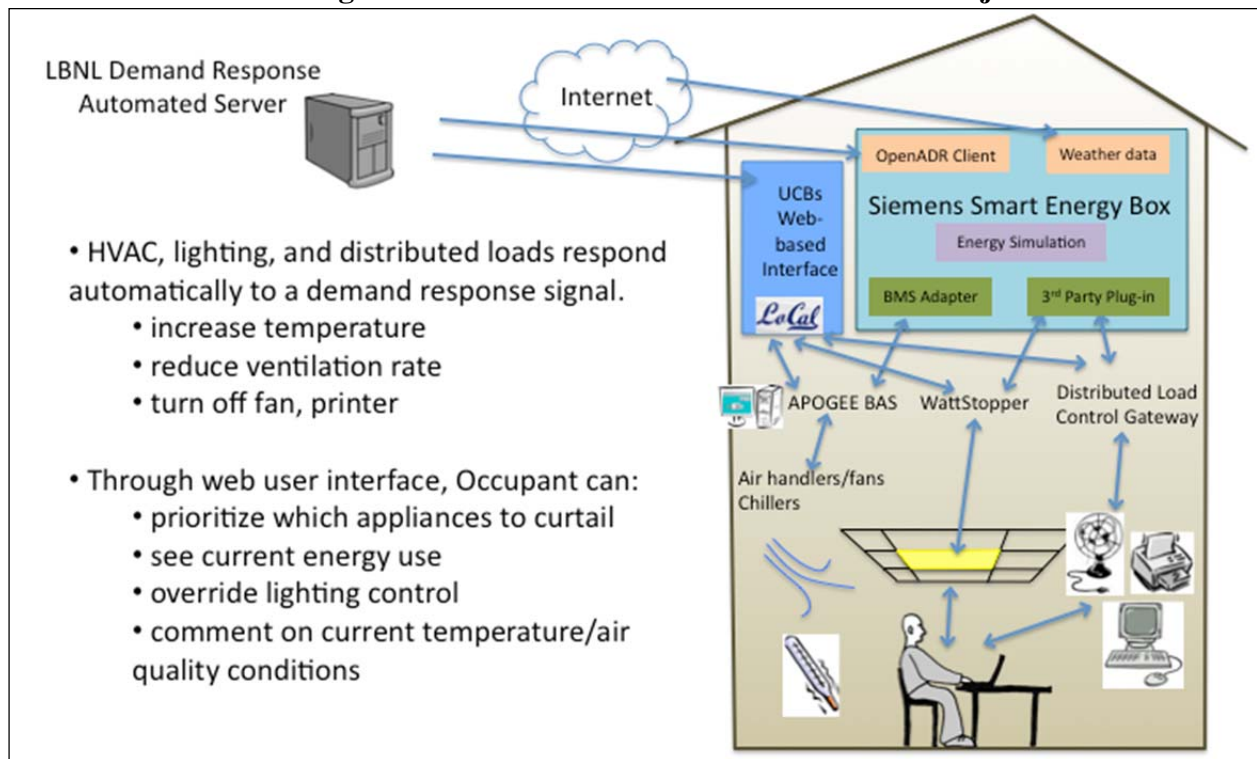 LBNL Demand Response
Automated Server
Internet
OpenADR Client
Weather data
UCBs
Web-
based
Interface
LoCal
Siemens Smart Energy Box
Energy Simulation
BMS Adapter
3rd Party Plug-in
• HVAC, lighting, and distributed loads respond
automatically to a demand response signal.
• increase temperature
• reduce ventilation rate
• turn off fan, printer
APOGEE BAS
WattStopper
Distributed Load
Control Gateway
Air handlers/fans
Chillers
• Through web user interface, Occupant can:
• prioritize which appliances to curtail
• see current energy use
• override lighting control
• comment on current temperature/air
quality conditions